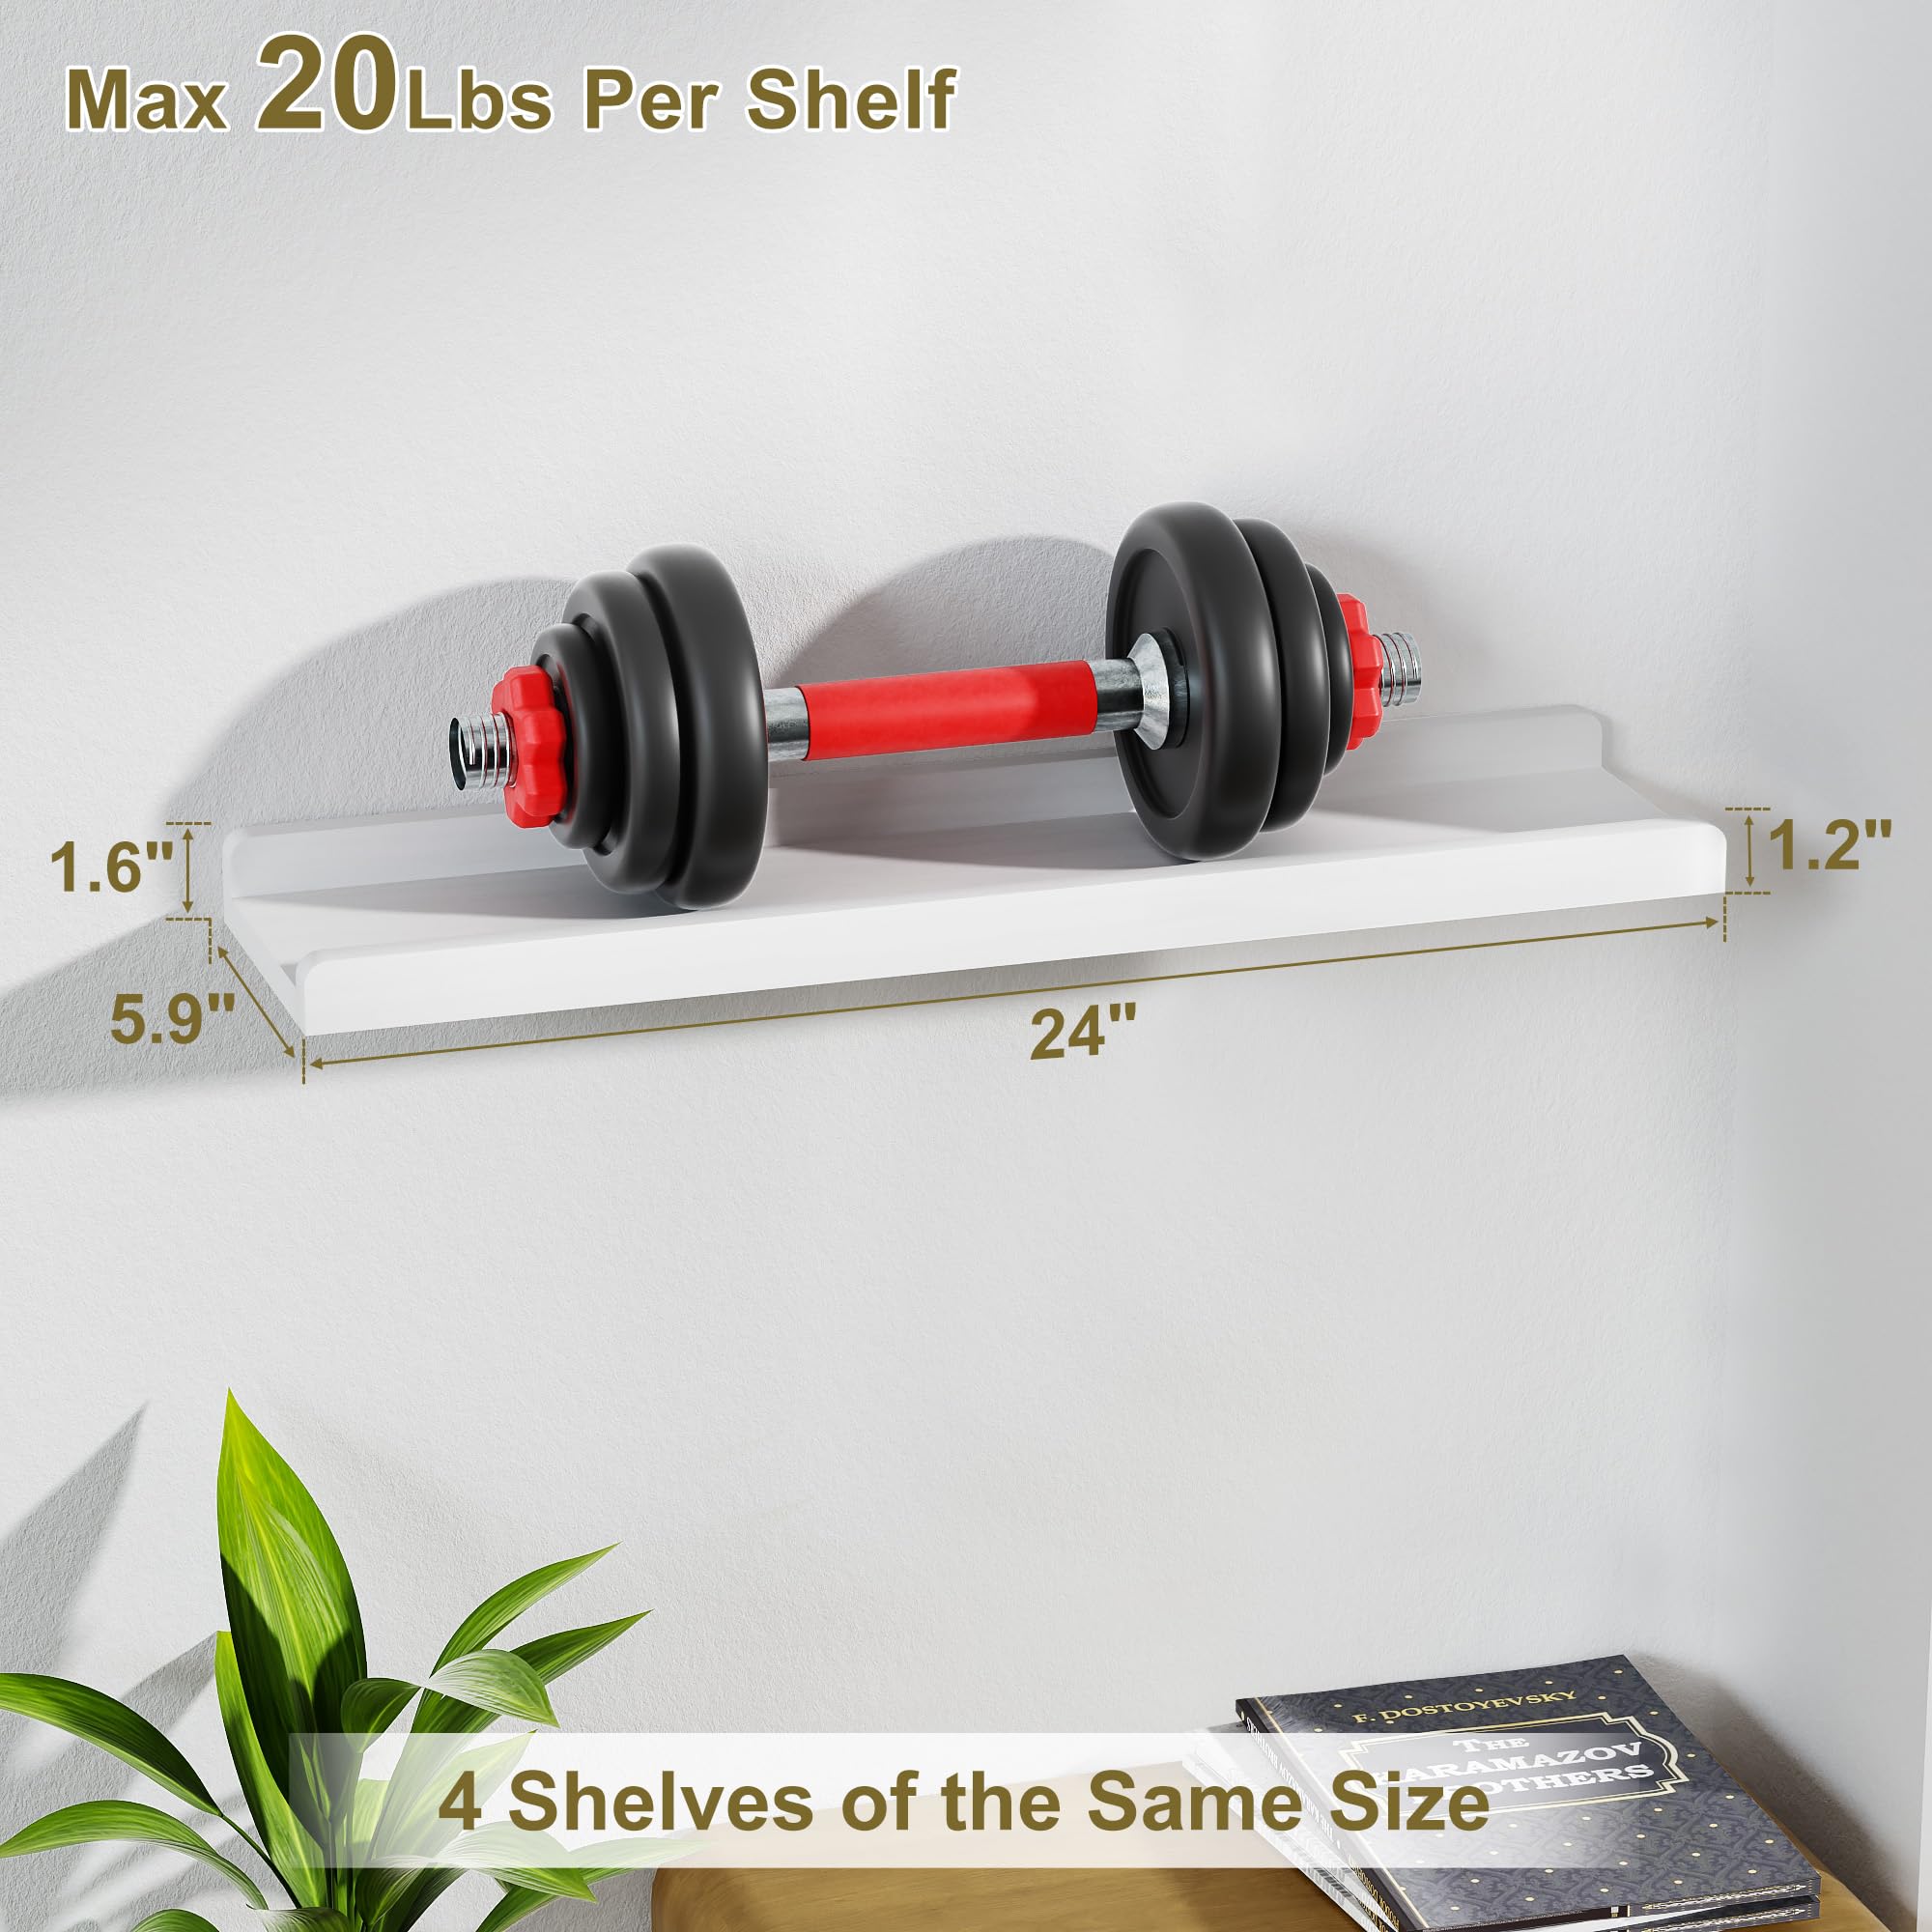 Max 20Lbs Per Shelf
1.6"
1.2"
5.9"
24"
F. DOSTOYEVSKY
THE
KARAMAZOV
BROTHERS
4 Shelves of the Same Size